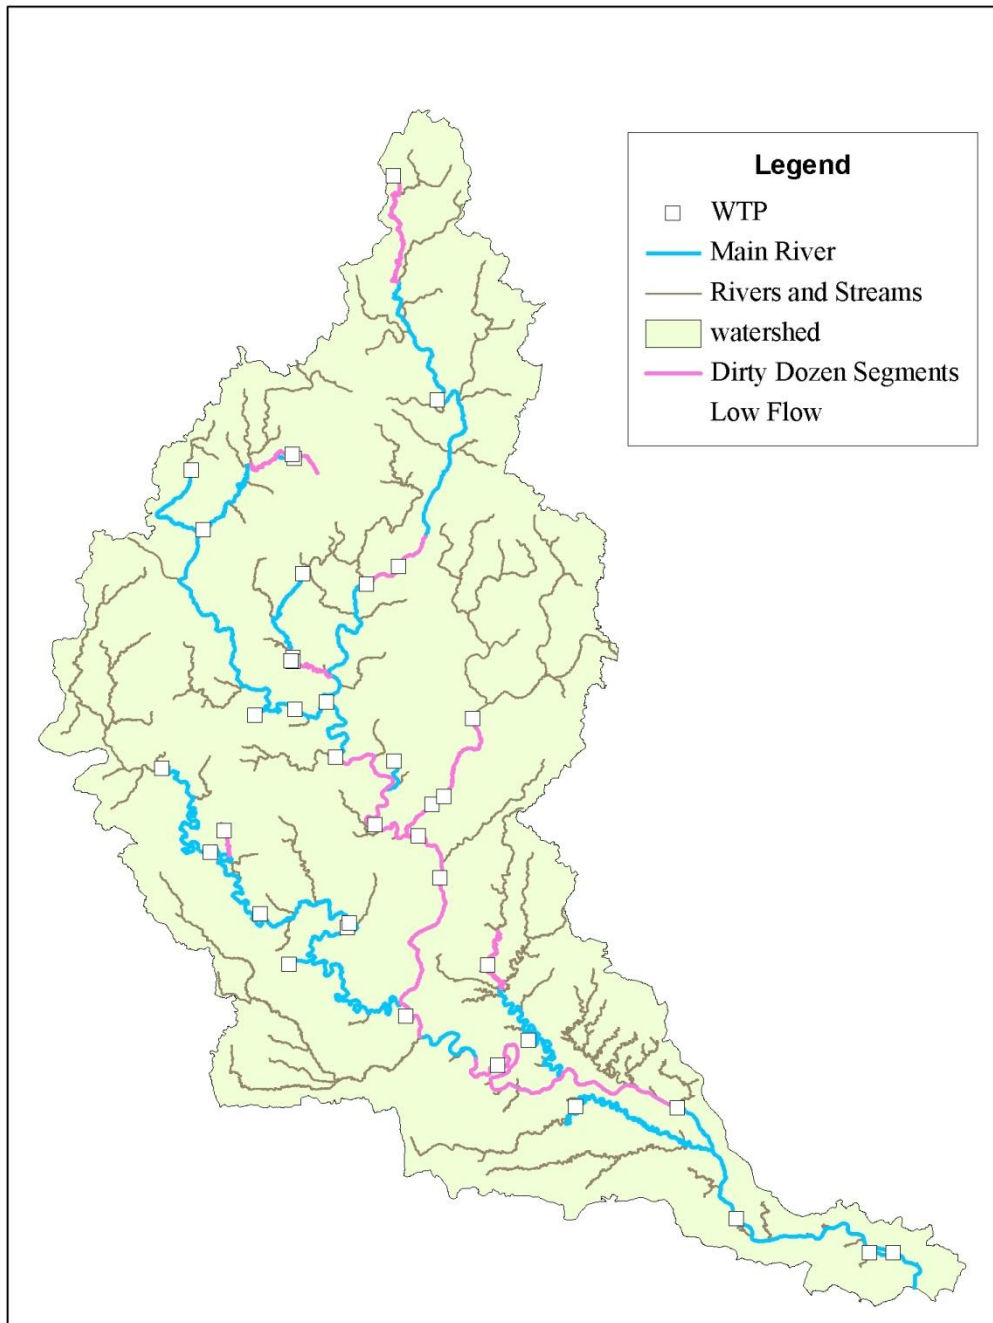 Legend
WTP
Main River
Rivers and Streams
watershed
Dirty Dozen Segments
Low Flow